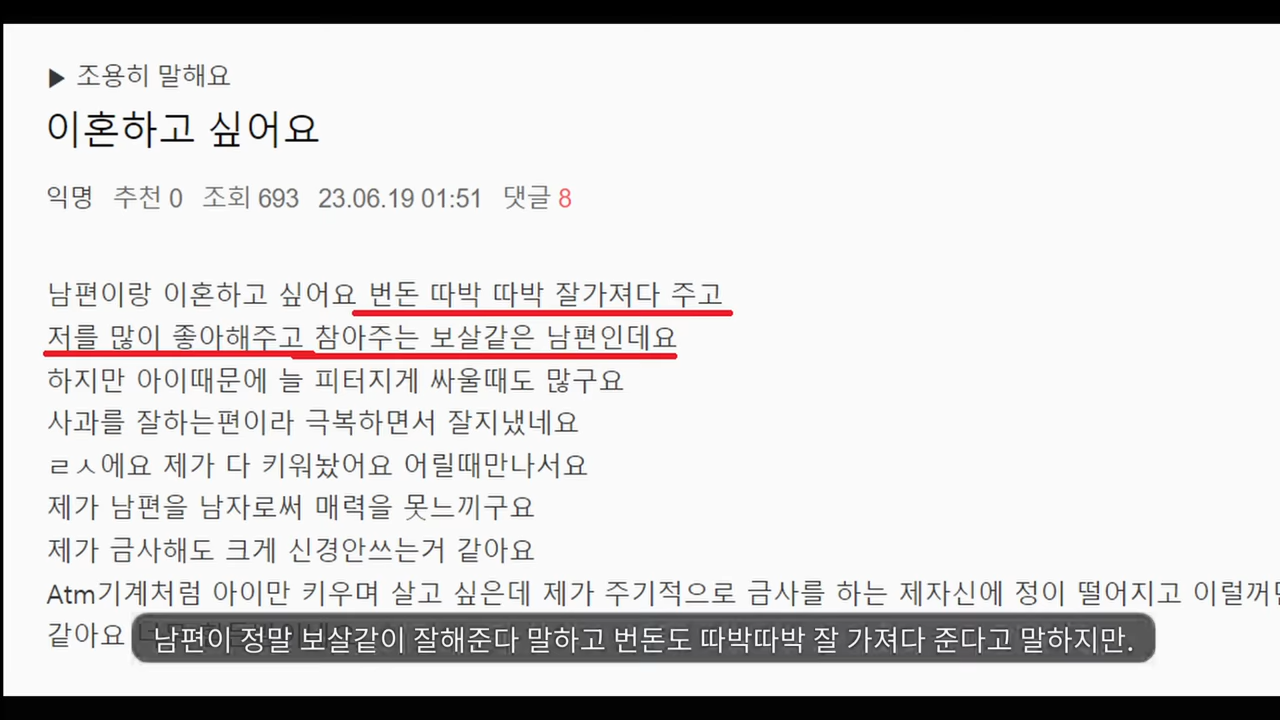 ▶ 조용히 말해요
이혼하고 싶어요
익명 추천 0 조회 693 23.06.19 01:51 댓글 8
남편이랑 이혼하고 싶어요 번돈 따박 따박 잘가져다 주고
저를 많이 좋아해주고 참아주는 보살같은 남편인데요
하지만 아이때문에 늘 피터지게 싸울때도 많구요
사과를 잘하는편이라 극복하면서 잘지냈네요
ㄹㅅ에요 제가 다 키워놨어요 어릴때만나서요
제가 남편을 남자로써 매력을 못느끼구요
제가 금사해도 크게 신경안쓰는거 같아요
Atm기계처럼 아이만 키우며 살고 싶은데 제가 주기적으로 금사를 하는 제자신에 정이 떨어지고 이럴꺼면
같아요
남편이 정말 보살같이 잘해준다 말하고 번돈도 따박따박 잘 가져다 준다고 말하지만.